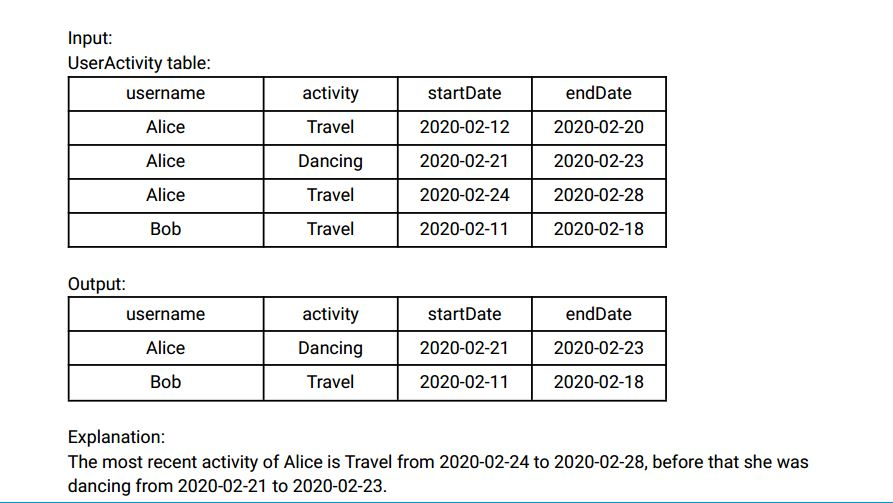 Input:
UserActivity table:
username activity startDate endDate
Alice Travel 2020-02-12 2020-02-20
Alice Dancing 2020-02-21 2020-02-23
Alice Travel 2020-02-24 2020-02-28
Bob Travel 2020-02-11 2020-02-18
Output:
username activity startDate endDate
Alice Dancing 2020-02-21 2020-02-23
Bob Travel 2020-02-11 2020-02-18
Explanation:
The most recent activity of Alice is Travel from 2020-02-24 to 2020-02-28, before that she was
dancing from 2020-02-21 to 2020-02-23.